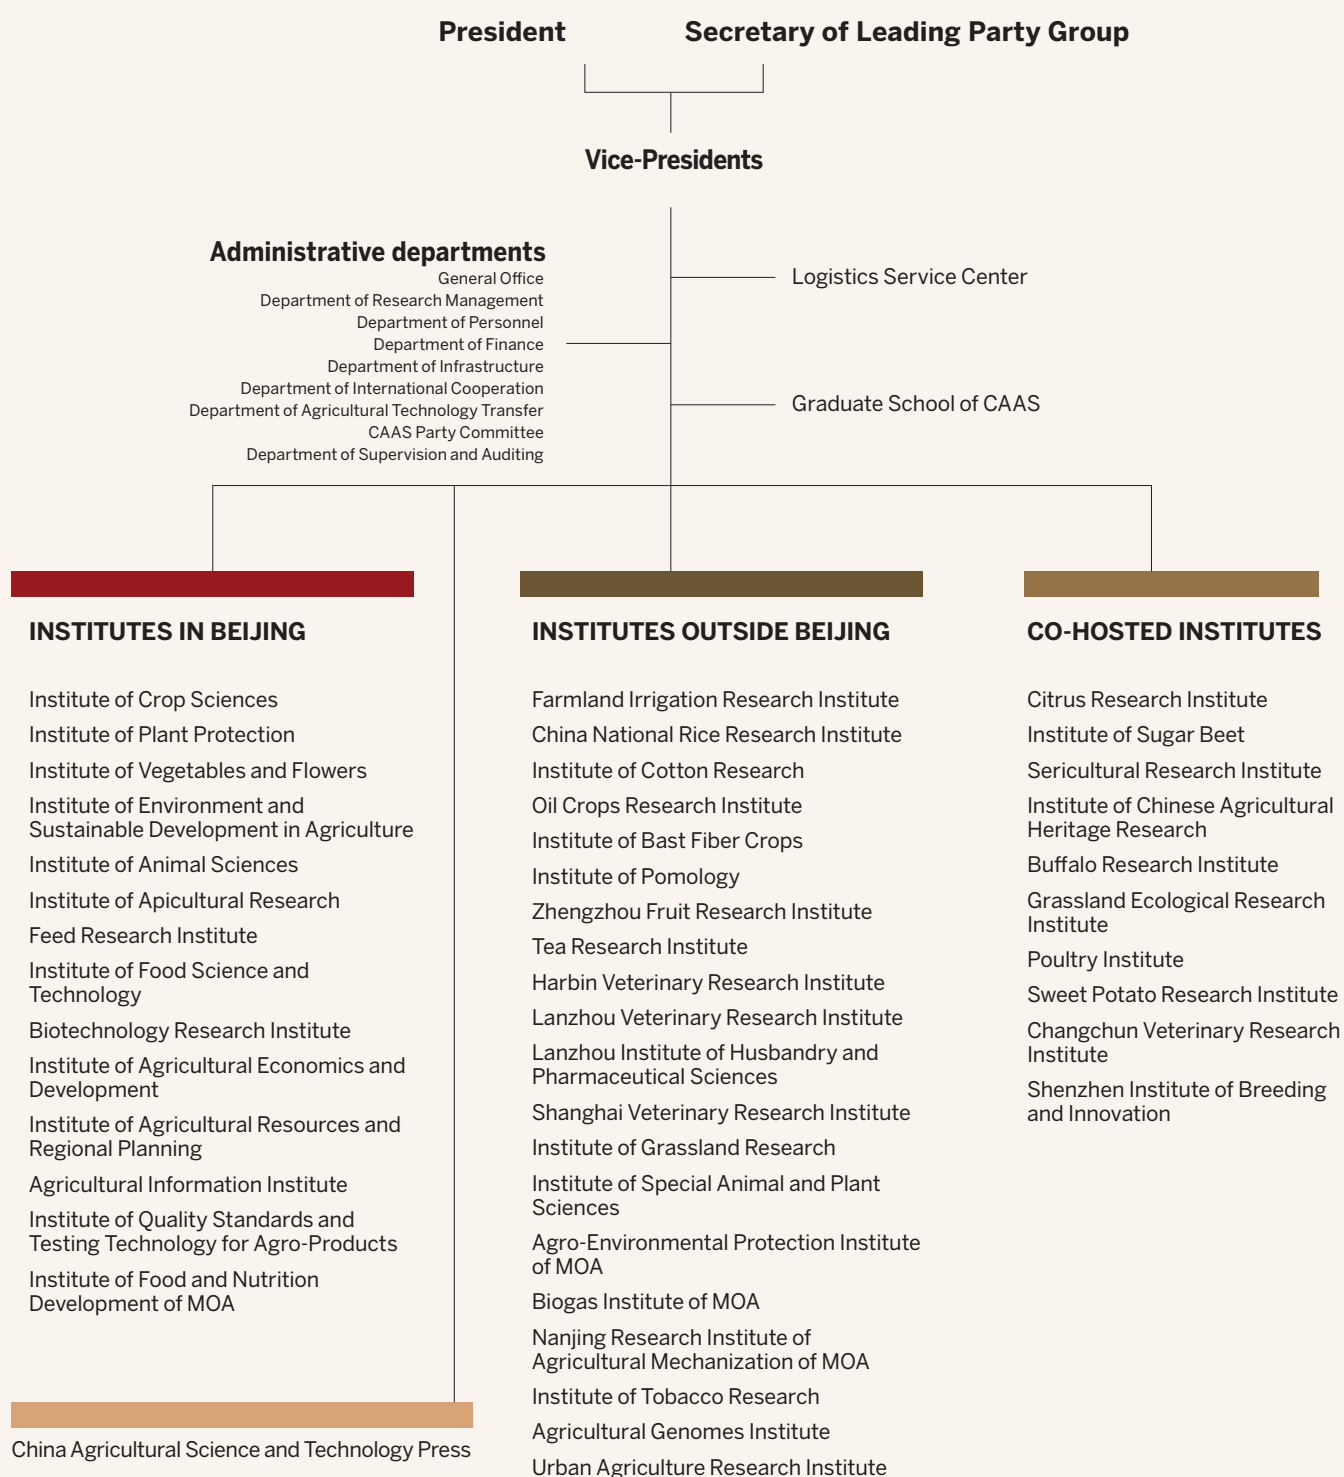 President
Secretary of Leading Party Group
Vice-Presidents
Administrative departments
General Office
Department of Research Management
Department of Personnel
Department of Finance
Department of Infrastructure
Department of International Cooperation
Department of Agricultural Technology Transfer
CAAS Party Committee
Department of Supervision and Auditing
Logistics Service Center
Graduate School of CAAS
INSTITUTES IN BEIJING
Institute of Crop Sciences
Institute of Plant Protection
Institute of Vegetables and Flowers
Institute of Environment and
Sustainable Development in Agriculture
Institute of Animal Sciences
Institute of Apicultural Research
Feed Research Institute
Institute of Food Science and
Technology
Biotechnology Research Institute
Institute of Agricultural Economics and
Development
Institute of Agricultural Resources and
Regional Planning
Agricultural Information Institute
Institute of Quality Standards and
Testing Technology for Agro-Products
Institute of Food and Nutrition
Development of MOA
China Agricultural Science and Technology Press
INSTITUTES OUTSIDE BEIJING
Farmland Irrigation Research Institute
China National Rice Research Institute
Institute of Cotton Research
Oil Crops Research Institute
Institute of Bast Fiber Crops
Institute of Pomology
Zhengzhou Fruit Research Institute
Tea Research Institute
Harbin Veterinary Research Institute
Lanzhou Veterinary Research Institute
Lanzhou Institute of Husbandry and
Pharmaceutical Sciences
Shanghai Veterinary Research Institute
Institute of Grassland Research
Institute of Special Animal and Plant
Sciences
Agro-Environmental Protection Institute
of MOA
Biogas Institute of MOA
Nanjing Research Institute of
Agricultural Mechanization of MOA
Institute of Tobacco Research
Agricultural Genomes Institute
Urban Agriculture Research Institute
CO-HOSTED INSTITUTES
Citrus Research Institute
Institute of Sugar Beet
Sericultural Research Institute
Institute of Chinese Agricultural
Heritage Research
Buffalo Research Institute
Grassland Ecological Research
Institute
Poultry Institute
Sweet Potato Research Institute
Changchun Veterinary Research
Institute
Shenzhen Institute of Breeding
and Innovation